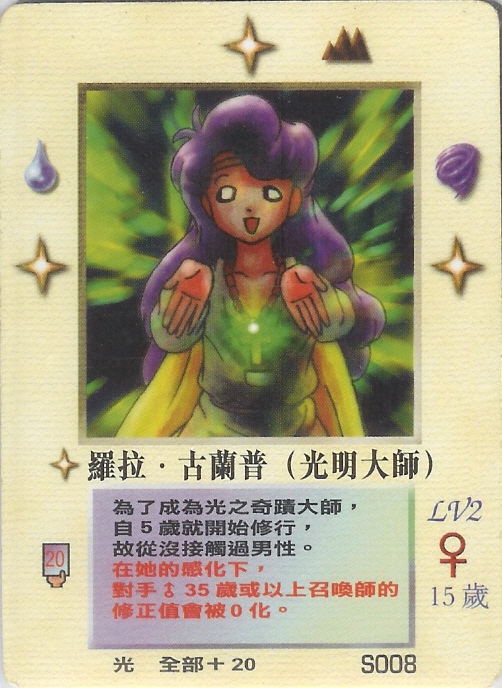 羅拉·古蘭普（光明大師）
為了成為光之奇蹟大師，
自5歲就開始修行，
故從沒接觸過男性。
在她的感化下，
對手♂35歲或以上召喚師的
修正值會被0化。
LV2
♀
15歲
20
光 全部＋20
S008